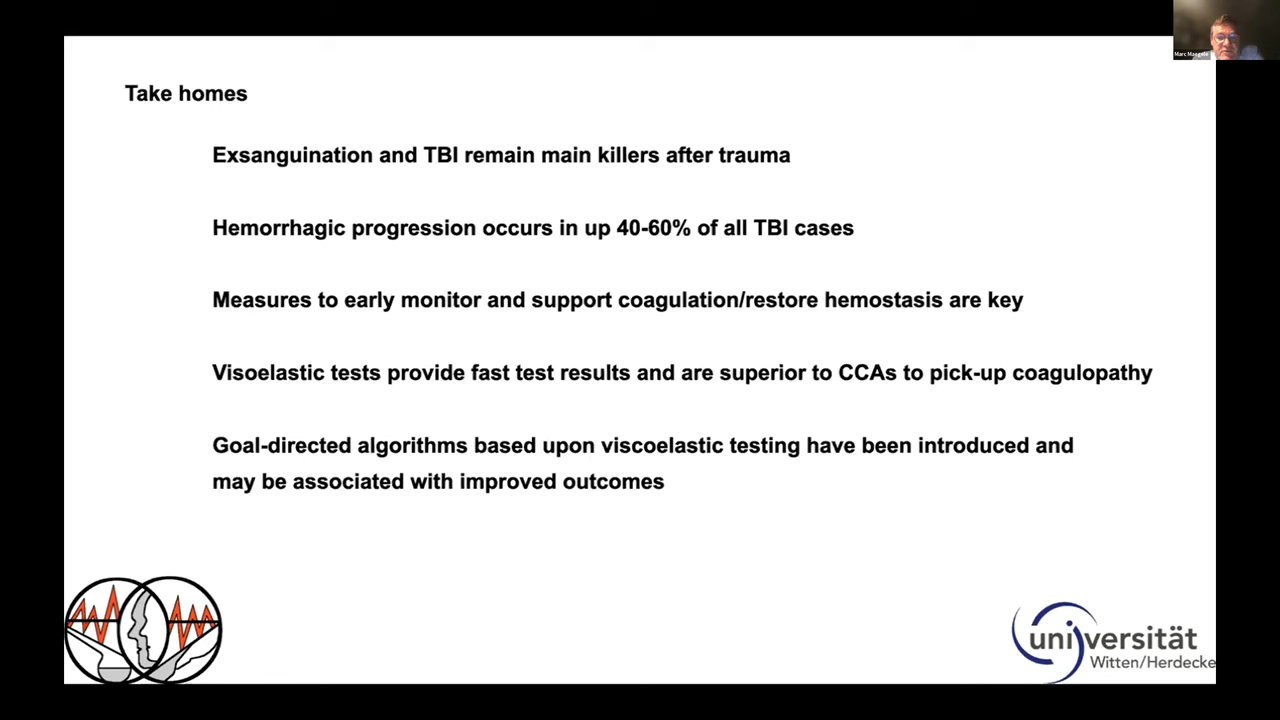 Marc Maegele
Take homes
Exsanguination and TBI remain main killers after trauma
Hemorrhagic progression occurs in up 40-60% of all TBI cases
Measures to early monitor and support coagulation/restore hemostasis are key
Visoelastic tests provide fast test results and are superior to CCAs to pick-up coagulopathy
Goal-directed algorithms based upon viscoelastic testing have been introduced and
may be associated with improved outcomes
universität
Witten/Herdecke